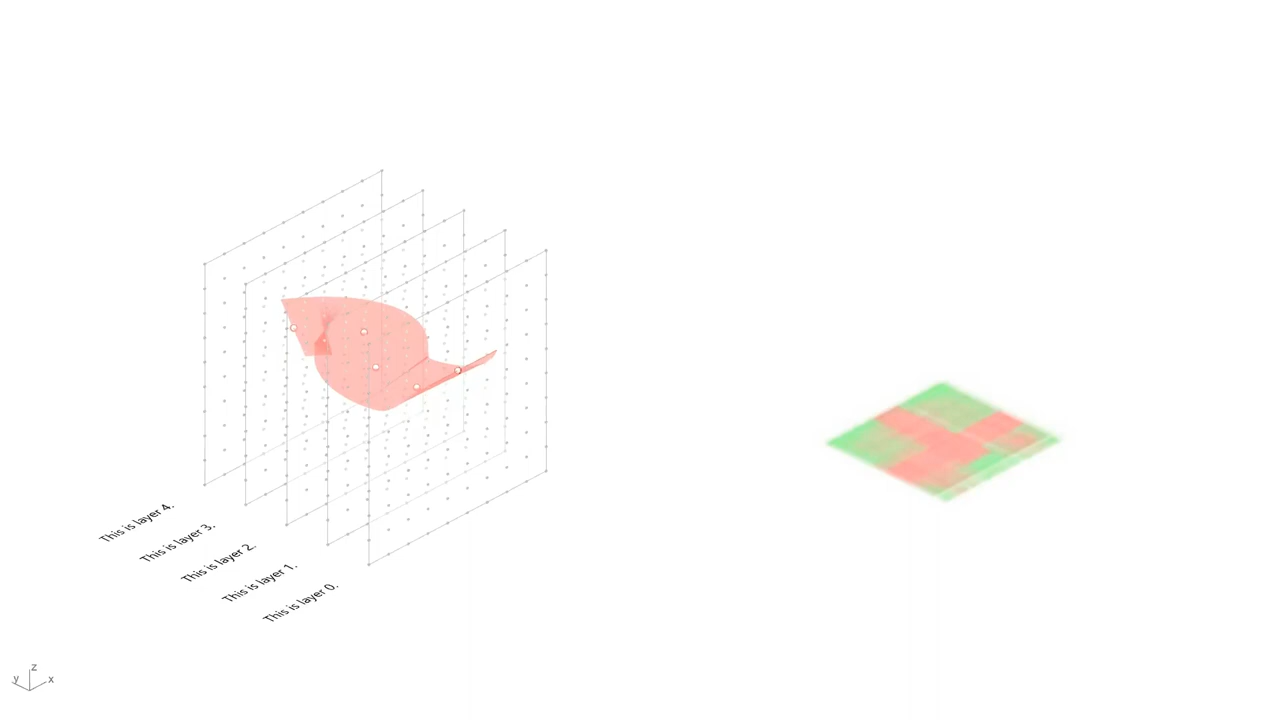 This is layer 4.
This is layer 3.
This is layer 2.
This is layer 1.
This is layer 0.
z
y
x